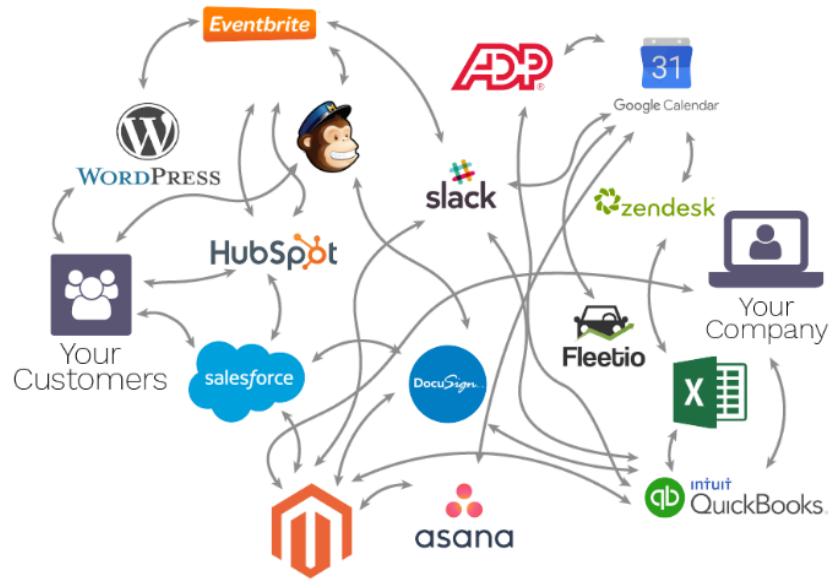 Eventbrite
ADP
31
Google Calendar
WORDPRESS
slack
zendesk
HubSpot
Your
Customers
Your
Company
Fleetio
salesforce
DocuSign
X
asana
qb
intuit
QuickBooks